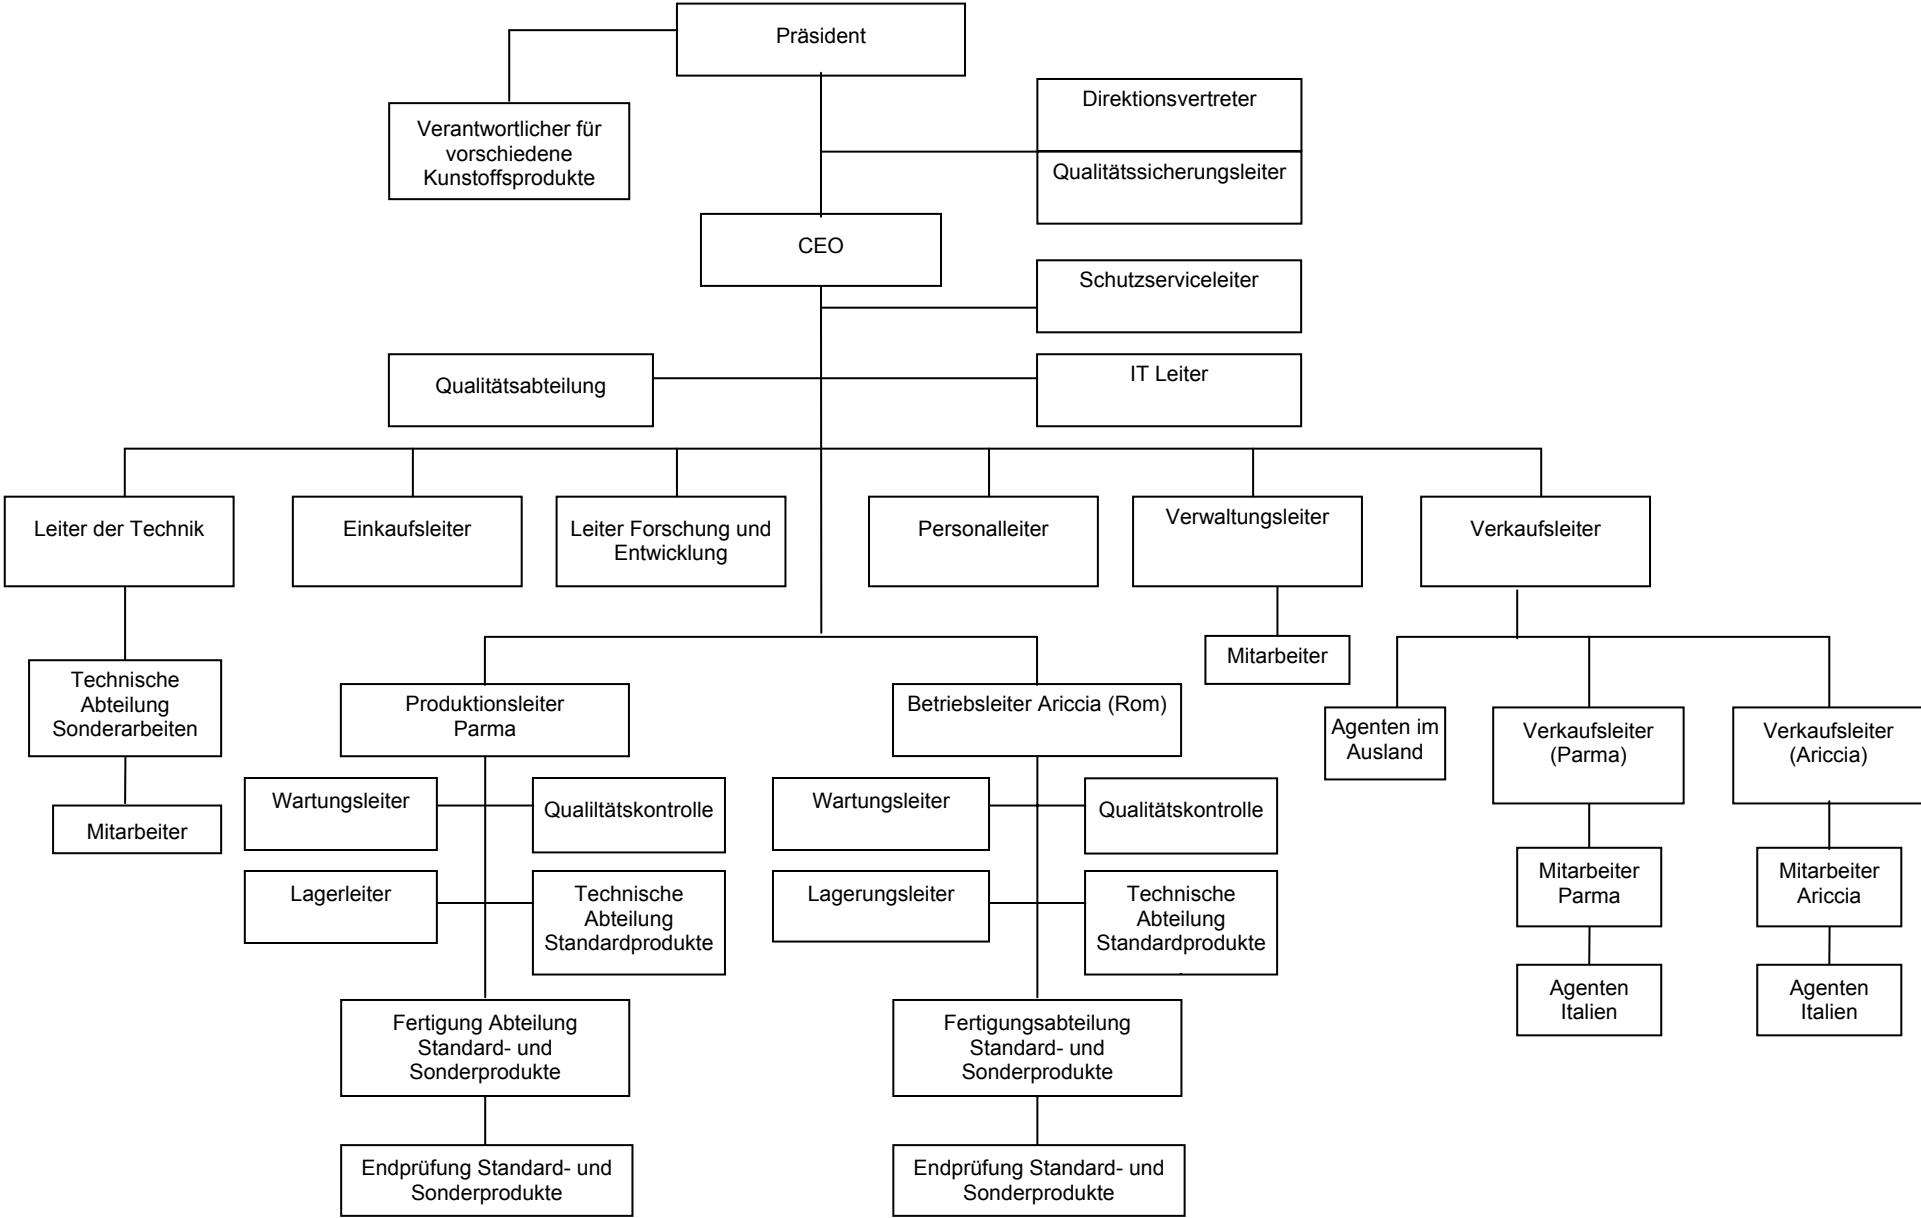 Präsident
Direktionsvertreter
Verantwortlicher für
vorschiedene
Kunstoffsprodukte
Qualitätssicherungsleiter
CEO
Schutzserviceleiter
Qualitätsabteilung
IT Leiter
Leiter der Technik
Einkaufsleiter
Leiter Forschung und
Entwicklung
Personalleiter
Verwaltungsleiter
Verkaufsleiter
Mitarbeiter
Technische
Abteilung
Sonderarbeiten
Mitarbeiter
Produktionsleiter
Parma
Betriebsleiter Ariccia (Rom)
Agenten im
Ausland
Verkaufsleiter
(Parma)
Verkaufsleiter
(Ariccia)
Wartungsleiter
Qualiltätskontrolle
Wartungsleiter
Qualitätskontrolle
Lagerleiter
Technische
Abteilung
Standardprodukte
Lagerungsleiter
Technische
Abteilung
Standardprodukte
Mitarbeiter
Parma
Mitarbeiter
Ariccia
Agenten
Italien
Agenten
Italien
Fertigung Abteilung
Standard- und
Sonderprodukte
Fertigungsabteilung
Standard- und
Sonderprodukte
Endprüfung Standard- und
Sonderprodukte
Endprüfung Standard- und
Sonderprodukte